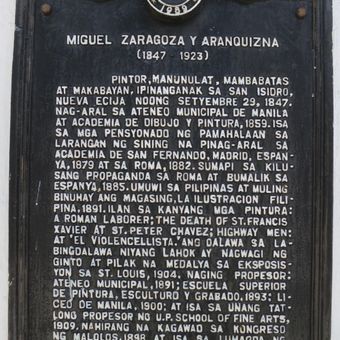 1959
MIGUEL ZARAGOZA Y ARANQUIZNA
(1847 - 1923)
PINTOR, MANUNULAT, MAMBABATAS
AT MAKABAYAN, IPINANGANAK SA SAN ISIDRO,
NUEVA ECIJA NOONG SETYEMBRE 29, 1847.
NAG-ARAL SA ATENEO MUNICIPAL DE MANILA
AT ACADEMIA DE DIBUJO Y PINTURA, 1859. ISA
SA MGA PENSYONADO NG PAMAHALAAN SA
LARANGAN NG SINING NA PINAG-ARAL SA
ACADEMIA DE SAN FERNANDO, MADRID, ESPAN-
YA, 1879 AT SA ROMA, 1882. SUMAPI SA KILU
SANG PROPAGANDA SA ROMA AT BUMALIK SA
ESPANYA, 1885. UMUWI SA PILIPINAS AT MULING
BINUHAY ANG MAGASING, LA ILUSTRACION FILI-
PINA, 1891. ILAN SA KANYANG MGA PINTURA:
A ROMAN LABORER; THE DEATH OF ST. FRANCIS
XAVIER AT ST. PETER CHAVEZ; HIGHWAY MEN:
AT 'EL VIOLENCELLISTA.' ANG DALAWA SA LA-
BINGDALAWA NIYANG LAHOK AY NAGWAGI NG
GINTO AT PILAK NA MEDALYA SA EKSPOSIS-
YON SA ST. LOUIS, 1904. NAGING PROPESOR:
ATENEO MUNICIPAL, 1891; ESCUELA SUPERIOR
DE PINTURA, ESCULTURO Y GRABADO, 1893; LI-
CEO DE MANILA, 1900; AT ISA SA UNANG TAT-
LONG PROPESOR NG U.P. SCHOOL OF FINE ARTS,
1909. NAHIRANG NA KAGAWAD SA KONGRESO
NG MALOLOS, 1898 AT ISA SA LUMAGDA NG